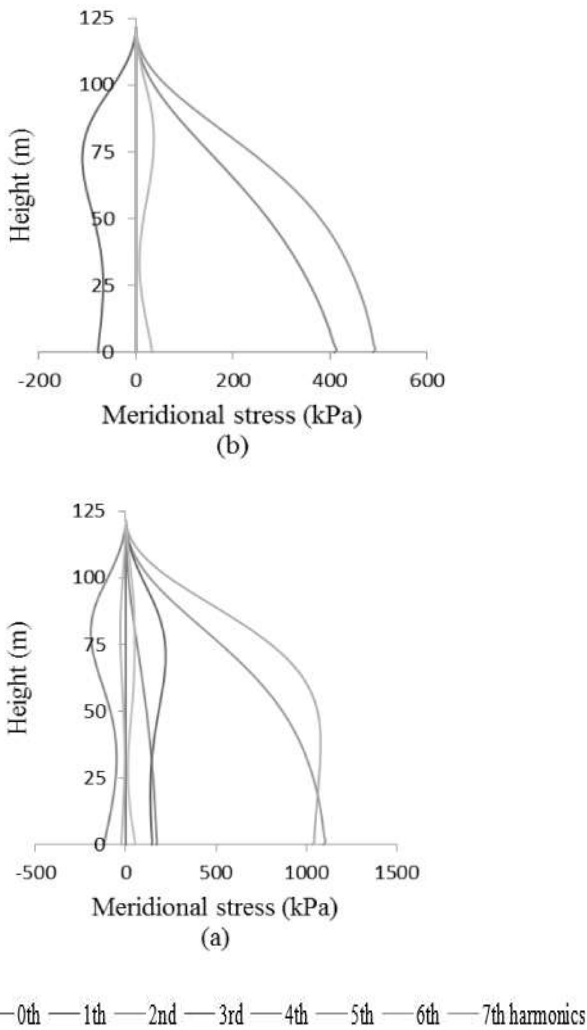 125
100
75
50
25
0
Height (m)
-200 0 200 400 600
Meridional stress (kPa)
(b)
125
100
75
50
25
0
Height (m)
-500 0 500 1000 1500
Meridional stress (kPa)
(a)
0th 1th 2nd 3rd 4th 5th 6th 7th harmonics